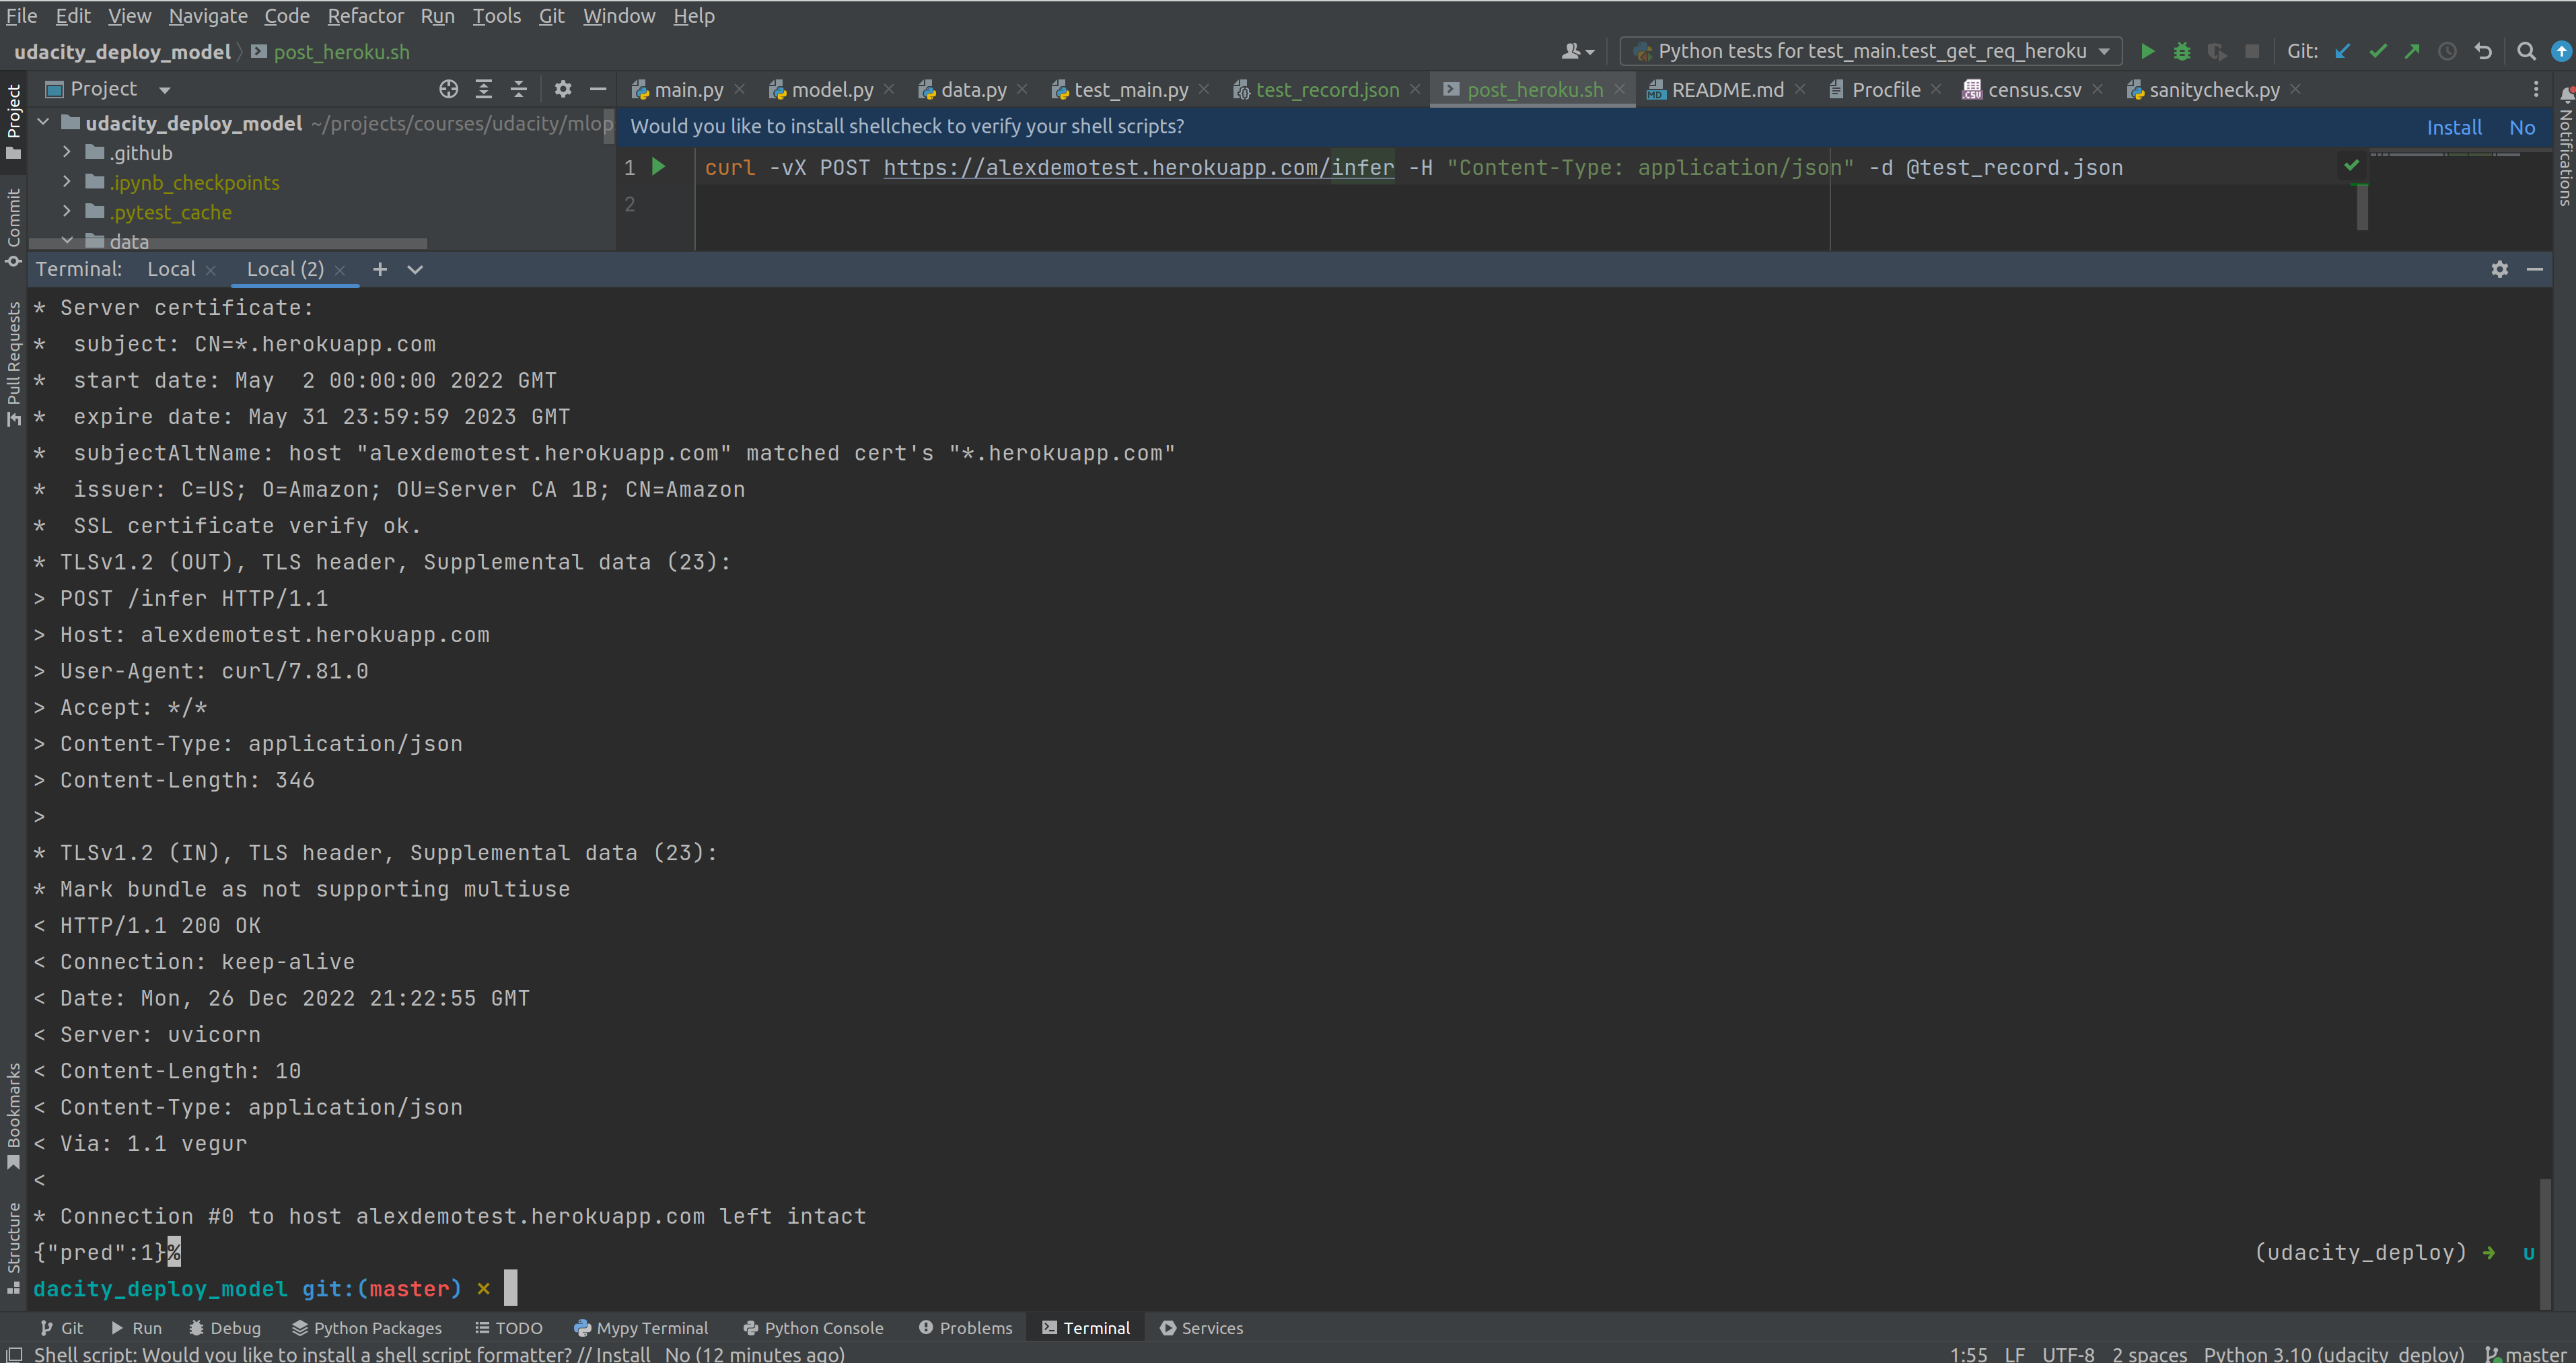 File Edit View Navigate Code Refactor Run Tools Git Window Help
udacity_deploy_model post_heroku.sh
Python tests for test_main.test_get_req_heroku Git:
Project
main.py model.py data.py test_main.py test_record.json post_heroku.sh README.md Procfile census.csv sanitycheck.py
udacity_deploy_model ~/projects/courses/udacity/mlop
.github
.ipynb_checkpoints
.pytest_cache
data
Would you like to install shellcheck to verify your shell scripts? Install No
1 curl -vX POST https://alexdemotest.herokuapp.com/infer -H "Content-Type: application/json" -d @test_record.json
2
Project
Commit
Pull Requests
Bookmarks
Structure
Notifications
Terminal: Local Local (2)
* Server certificate:
*  subject: CN=*.herokuapp.com
*  start date: May  2 00:00:00 2022 GMT
*  expire date: May 31 23:59:59 2023 GMT
*  subjectAltName: host "alexdemotest.herokuapp.com" matched cert's "*.herokuapp.com"
*  issuer: C=US; O=Amazon; OU=Server CA 1B; CN=Amazon
*  SSL certificate verify ok.
* TLSv1.2 (OUT), TLS header, Supplemental data (23):
> POST /infer HTTP/1.1
> Host: alexdemotest.herokuapp.com
> User-Agent: curl/7.81.0
> Accept: */*
> Content-Type: application/json
> Content-Length: 346
>
* TLSv1.2 (IN), TLS header, Supplemental data (23):
* Mark bundle as not supporting multiuse
< HTTP/1.1 200 OK
< Connection: keep-alive
< Date: Mon, 26 Dec 2022 21:22:55 GMT
< Server: uvicorn
< Content-Length: 10
< Content-Type: application/json
< Via: 1.1 vegur
<
* Connection #0 to host alexdemotest.herokuapp.com left intact
{"pred":1}% (udacity_deploy) ➜ u
dacity_deploy_model git:(master) ×
Git Run Debug Python Packages TODO Mypy Terminal Python Console Problems Terminal Services
Shell script: Would you like to install a shell script formatter? // Install No (12 minutes ago) 1:55 LF UTF-8 2 spaces Python 3.10 (udacity_deploy) master